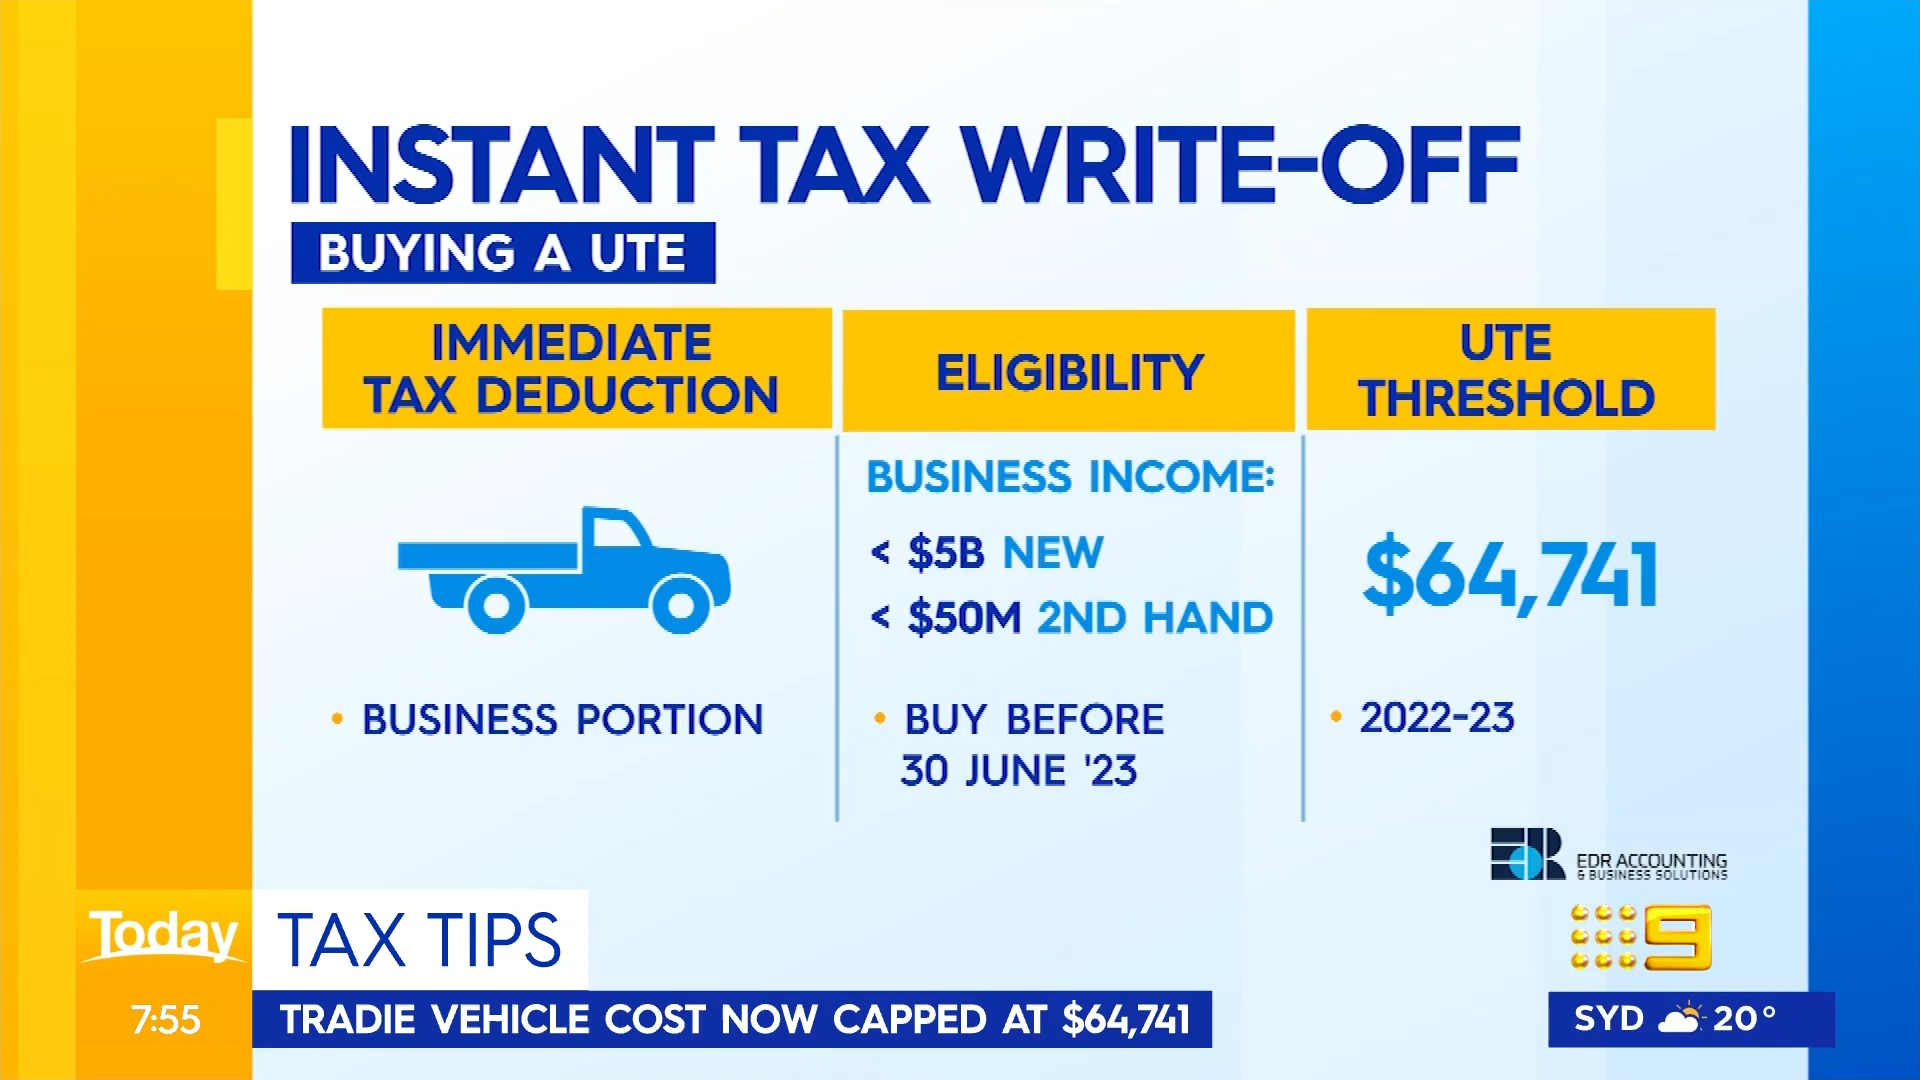 INSTANT TAX WRITE-OFF
BUYING A UTE
IMMEDIATE
TAX DEDUCTION
• BUSINESS PORTION
ELIGIBILITY
BUSINESS INCOME:
< $5B NEW
< $50M 2ND HAND
• BUY BEFORE
30 JUNE '23
UTE
THRESHOLD
$64,741
• 2022-23
EDR ACCOUNTING
& BUSINESS SOLUTIONS
9
Today
TAX TIPS
7:55
TRADIE VEHICLE COST NOW CAPPED AT $64,741
SYD 20°